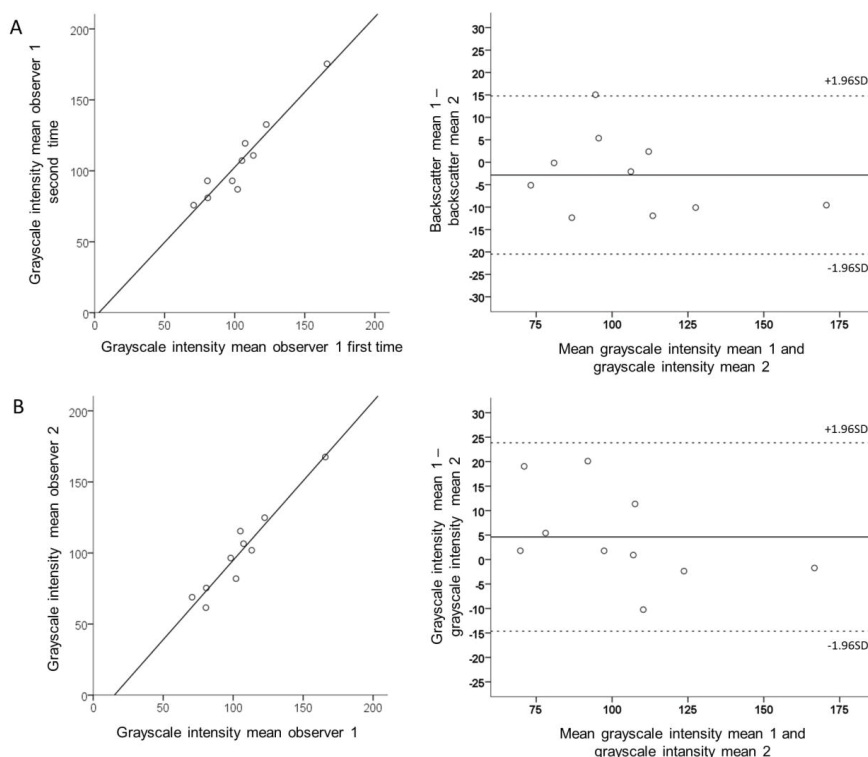 A
Grayscale intensity mean observer 1
second time
200
150
100
50
0
0 50 100 150 200
Grayscale intensity mean observer 1 first time
Backscatter mean 1 –
backscatter mean 2
30
25
20
15
10
5
0
-5
-10
-15
-20
-25
-30
+1.96SD
-1.96SD
75 100 125 150 175
Mean grayscale intensity mean 1 and
grayscale intensity mean 2
B
Grayscale intensity mean observer 2
200
150
100
50
0
0 50 100 150 200
Grayscale intensity mean observer 1
Grayscale intensity mean 1 –
grayscale intensity mean 2
30
25
20
15
10
5
0
-5
-10
-15
-20
-25
+1.96SD
-1.96SD
75 100 125 150 175
Mean grayscale intensity mean 1 and
grayscale intansity mean 2